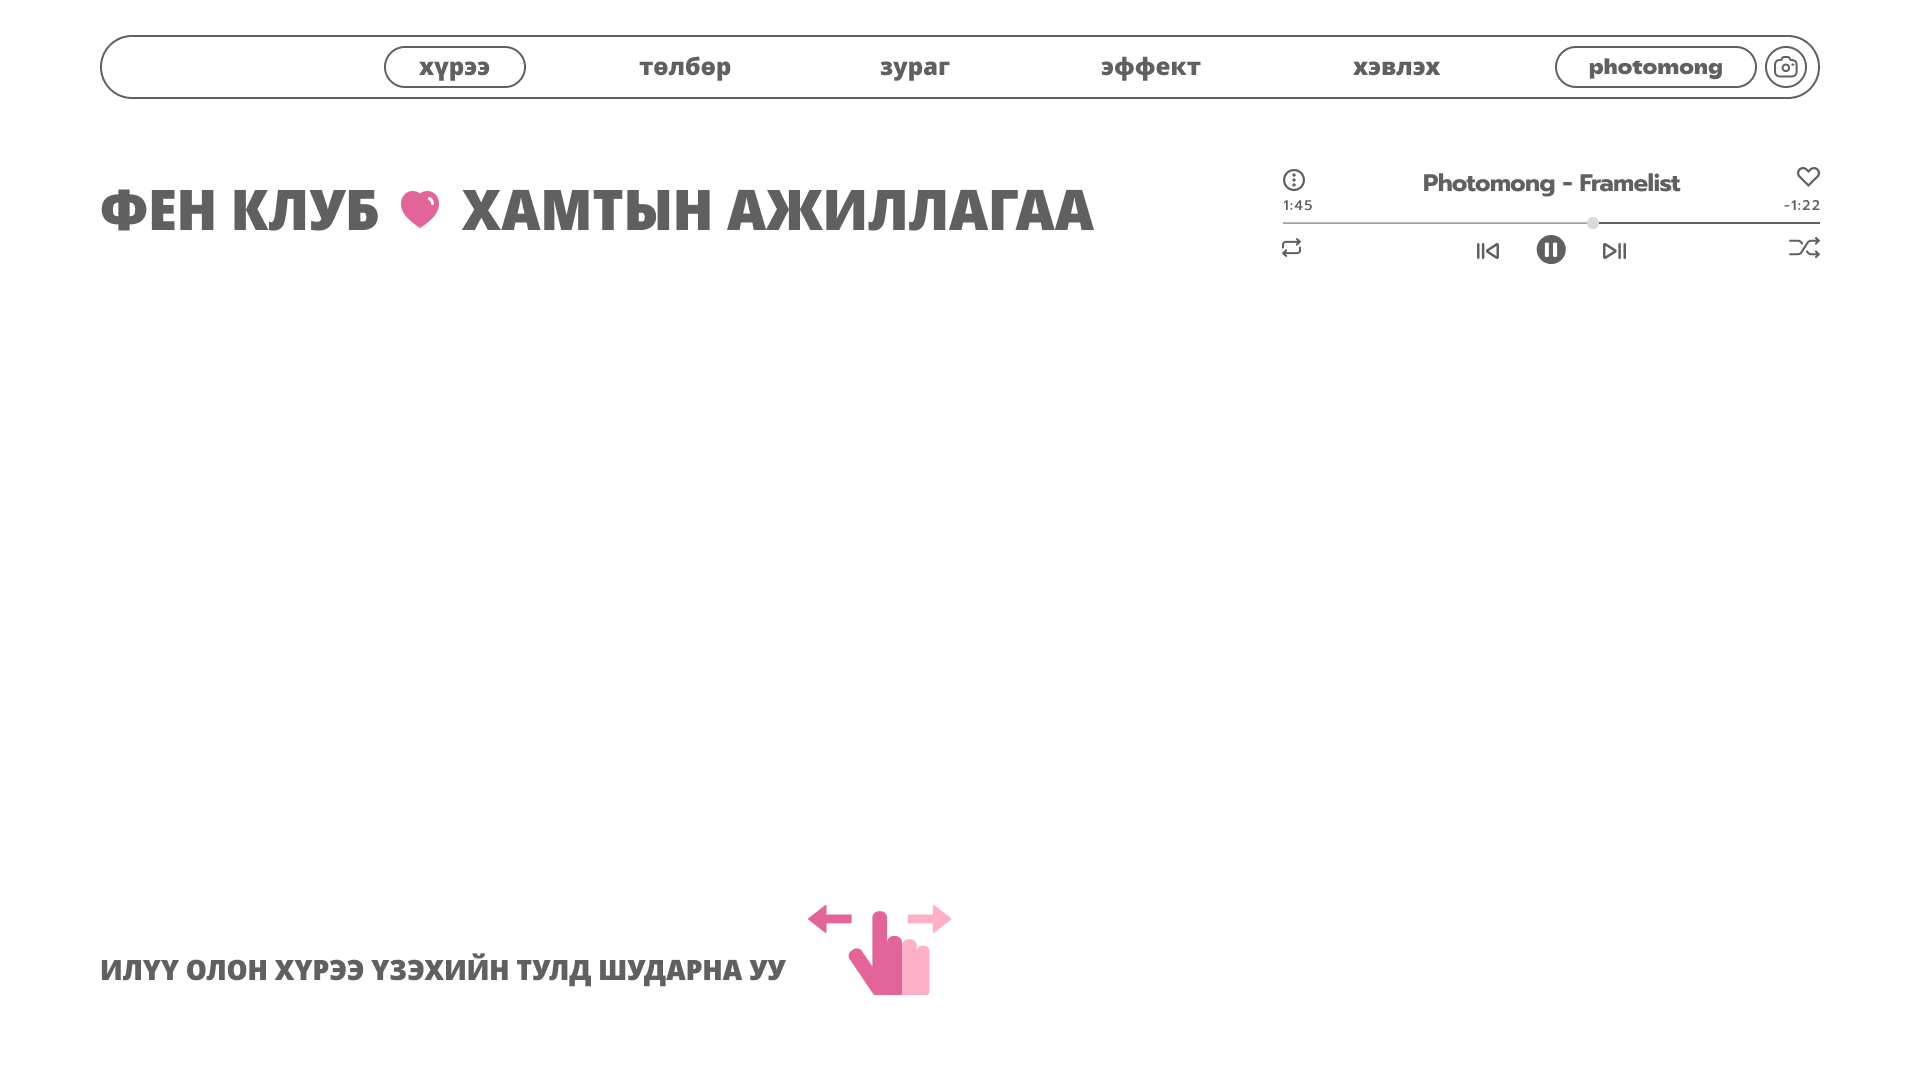 хүрээ төлбөр зураг эффект хэвлэх photomong
ФЕН КЛУБ ХАМТЫН АЖИЛЛАГАА
Photomong - Framelist
1:45 -1:22
ИЛҮҮ ОЛОН ХҮРЭЭ ҮЗЭХИЙН ТУЛД ШУДАРНА УУ